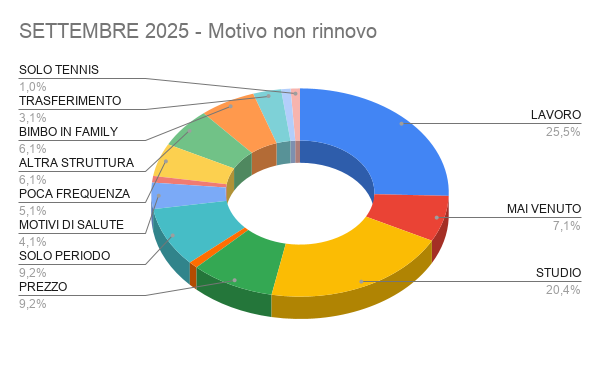 SETTEMBRE 2025 - Motivo non rinnovo
SOLO TENNIS
1,0%
TRASFERIMENTO
3,1%
BIMBO IN FAMILY
6,1%
ALTRA STRUTTURA
6,1%
POCA FREQUENZA
5,1%
MOTIVI DI SALUTE
4,1%
SOLO PERIODO
9,2%
PREZZO
9,2%
LAVORO
25,5%
MAI VENUTO
7,1%
STUDIO
20,4%